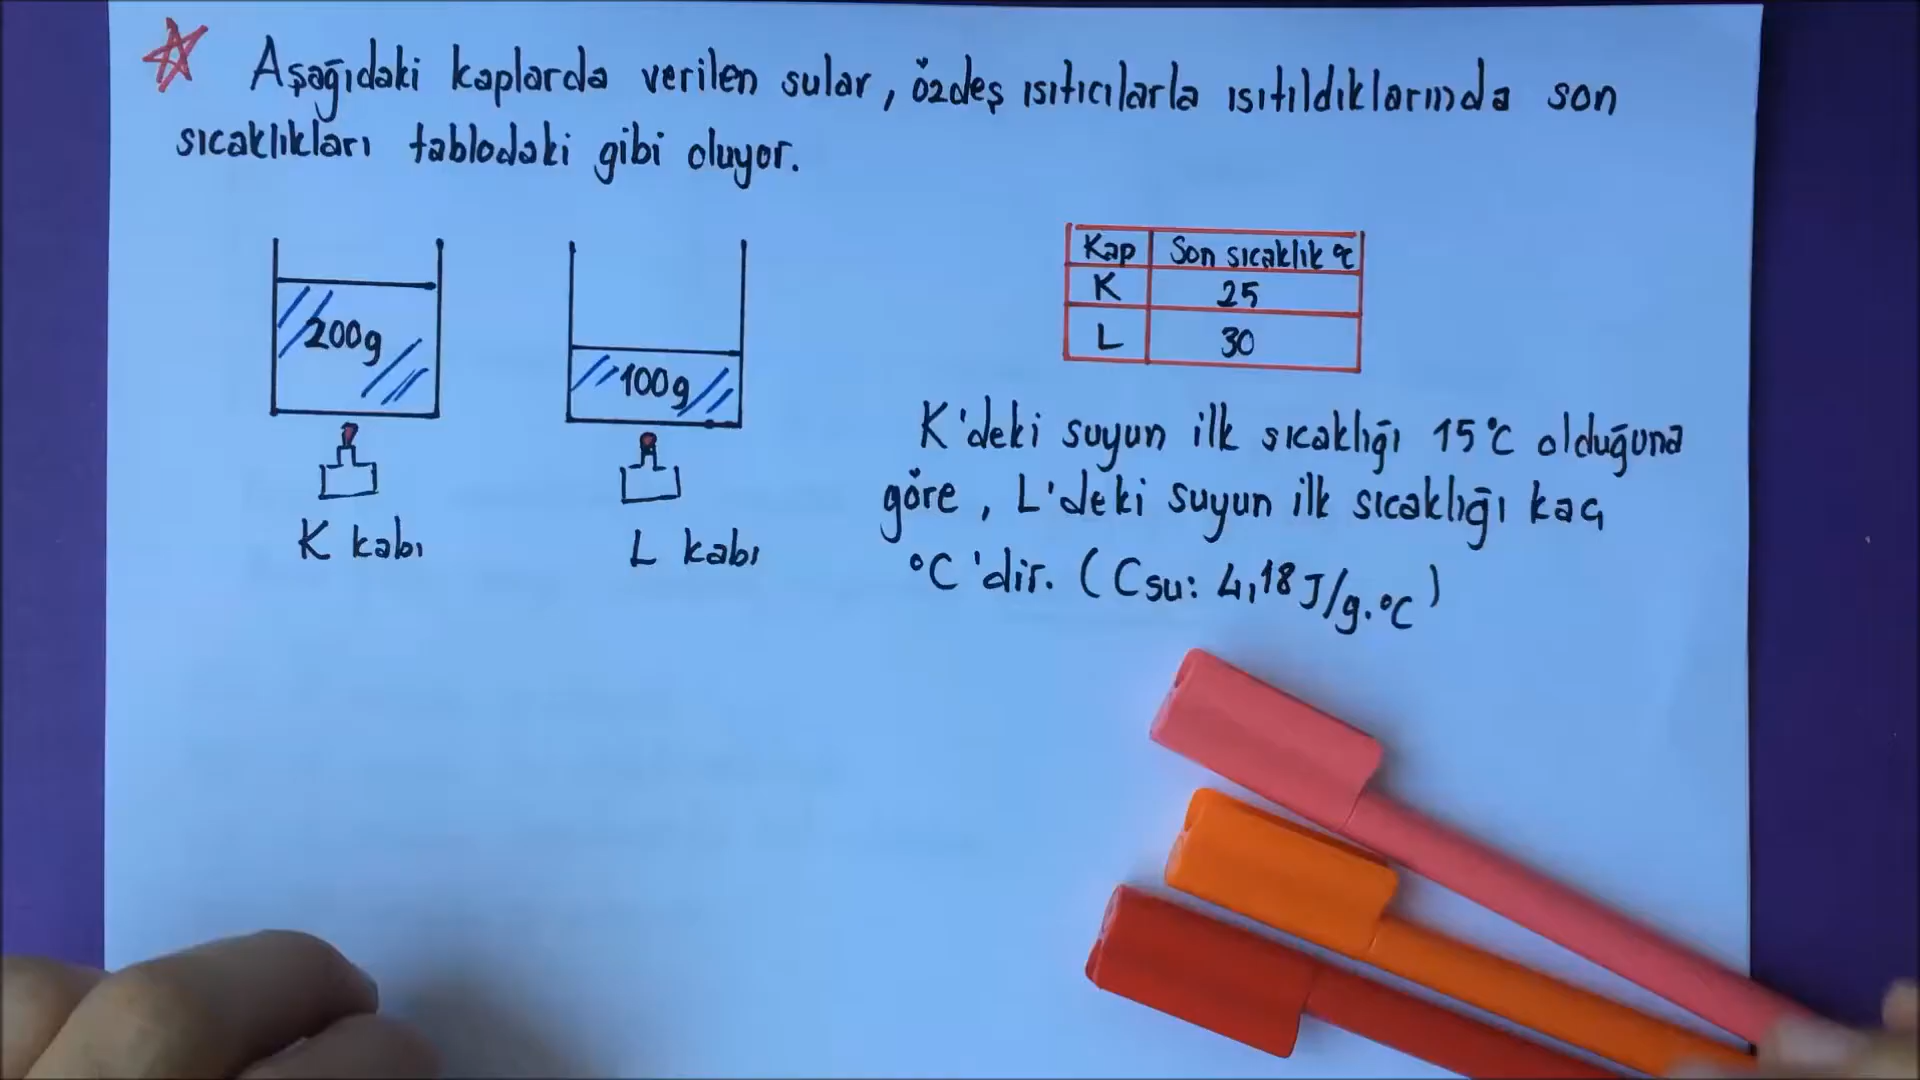 Aşağıdaki kaplarda verilen sular, özdeş ısıtıcılarla ısıtıldıklarında son
sıcaklıkları tablodaki gibi oluyor.
200g
100g
K kabı
L kabı
Kap Son sıcaklık °C
K 25
L 30
K'deki suyun ilk sıcaklığı 15°C olduğuna
göre, L'deki suyun ilk sıcaklığı kaç
°C'dir. (Csu: 4,18J/g.°C)